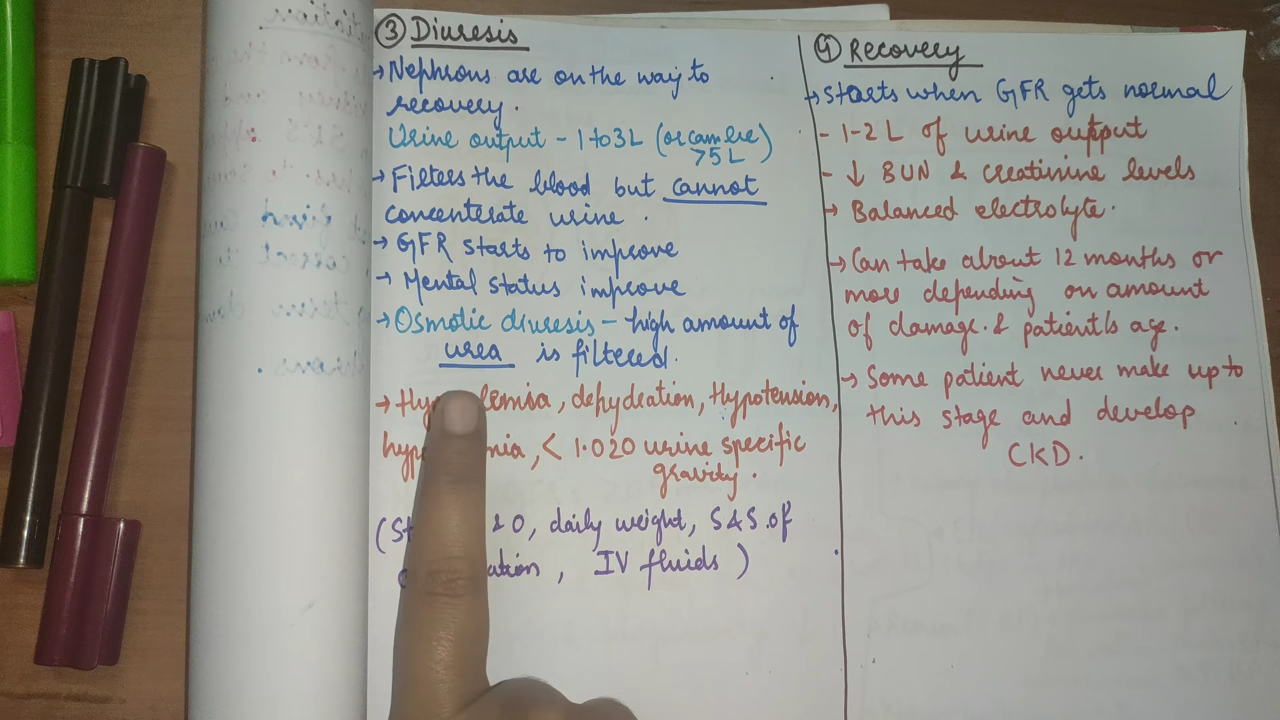 ③ Diuresis
→ Nephrons are on the way to
recovery.
Urine output - 1 to 3L (or can be
>5L)
→ Filters the blood but cannot
concenterate urine.
→ GFR starts to improve
→ Mental status improve
→ Osmotic diuresis – high amount of
urea is filtered.
→ dehydration, Hypotension,
, < 1.020 urine specific
gravity.
( & O, daily weight, S&S of
, IV fluids )
④ Recovery
→ starts when GFR gets normal
- 1-2 L of urine output
- ↓ BUN & creatinine levels
→ Balanced electrolyte.
→ Can take about 12 months or
more depending on amount
of damage & patient's age.
→ Some patient never make up to
this stage and develop
CKD.